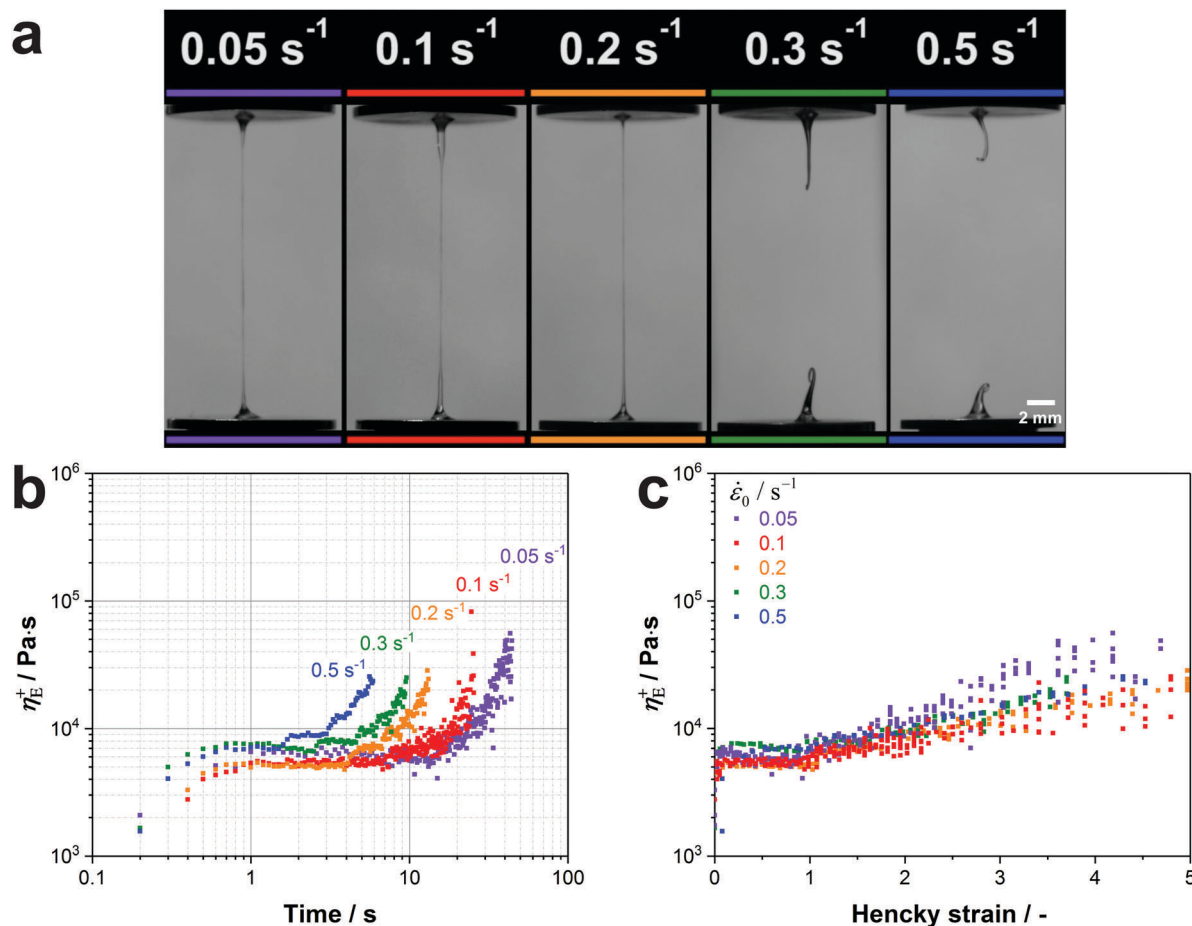 a
0.05 s⁻¹ 0.1 s⁻¹ 0.2 s⁻¹ 0.3 s⁻¹ 0.5 s⁻¹
2 mm
b
10⁶
10⁵
10⁴
10³
η⁺E / Pa·s
0.05 s⁻¹
0.1 s⁻¹
0.2 s⁻¹
0.3 s⁻¹
0.5 s⁻¹
0.1 1 10 100
Time / s
c
10⁶
10⁵
10⁴
10³
η⁺E / Pa·s
ε̇₀ / s⁻¹
0.05
0.1
0.2
0.3
0.5
0 1 2 3 4 5
Hencky strain / -